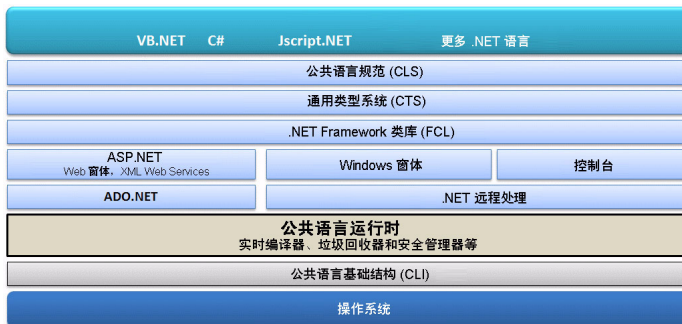 VB.NET C# Jscript.NET 更多 .NET 语言
公共语言规范 (CLS)
通用类型系统 (CTS)
.NET Framework 类库 (FCL)
ASP.NET
Web 窗体，XML Web Services
Windows 窗体
控制台
ADO.NET
.NET 远程处理
公共语言运行时
实时编译器、垃圾回收器和安全管理器等
公共语言基础结构 (CLI)
操作系统